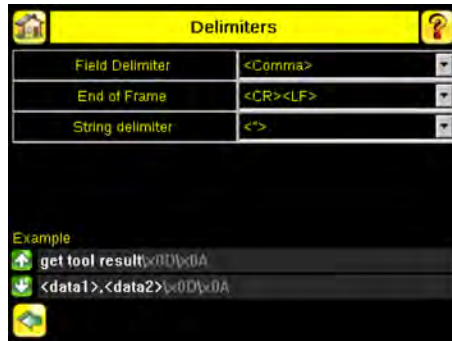 Delimiters
Field Delimiter <Comma>
End of Frame <CR><LF>
String delimiter <">
Example
get tool result\x0D\x0A
<data1>,<data2>\x0D\x0A